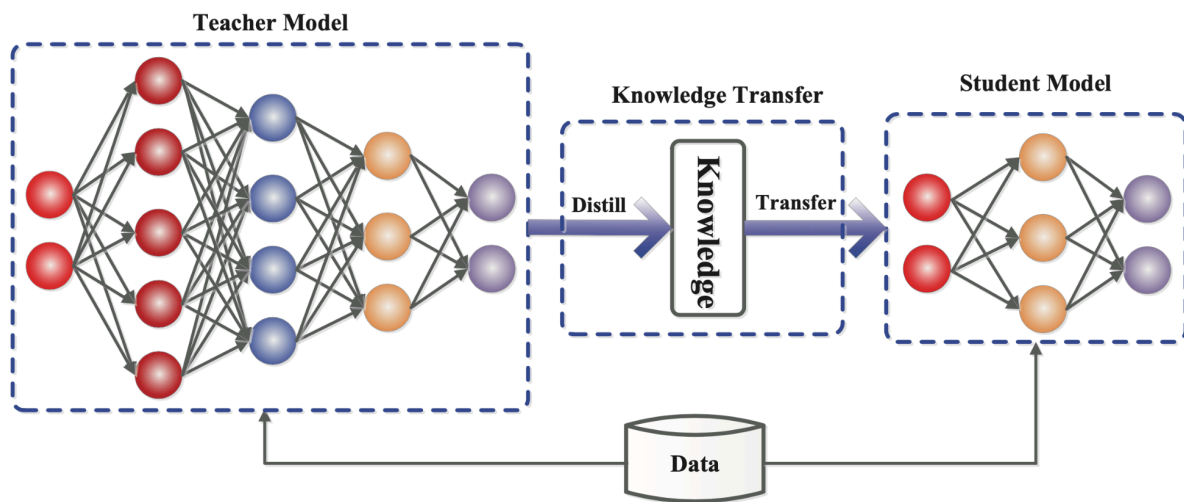 Teacher Model
Knowledge Transfer
Student Model
Distill
Knowledge
Transfer
Data